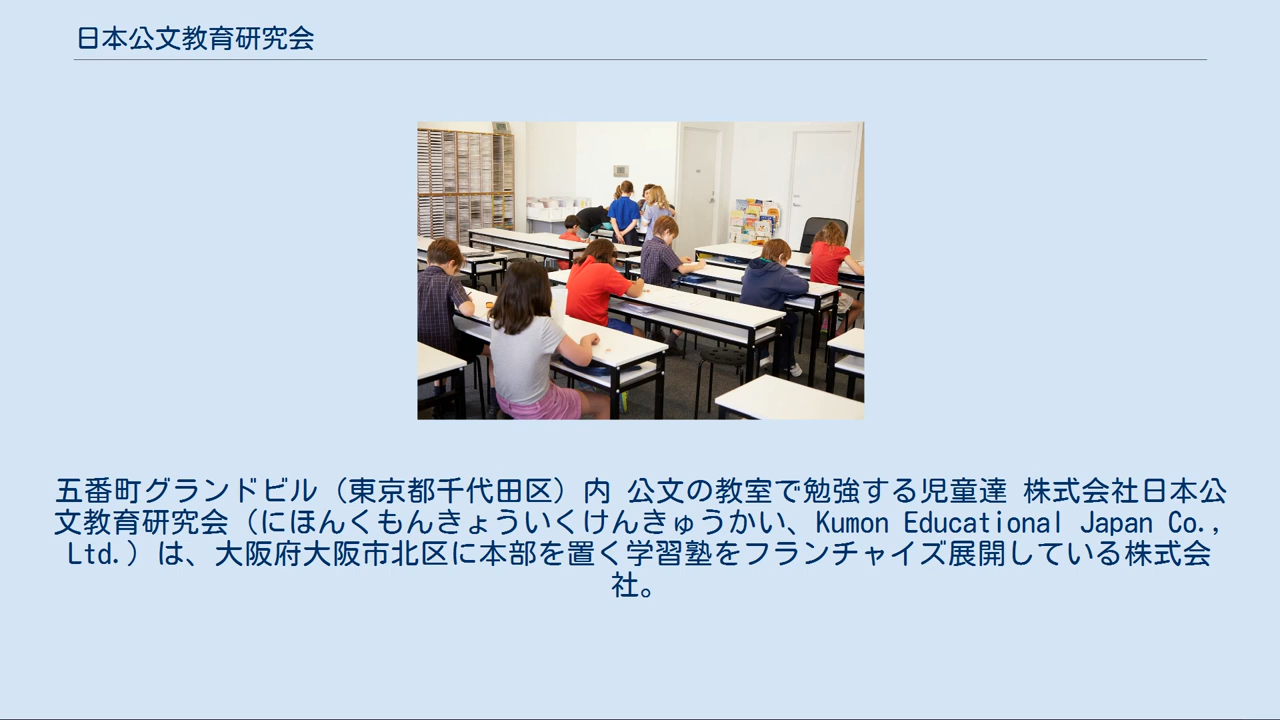 日本公文教育研究会
五番町グランドビル（東京都千代田区）内 公文の教室で勉強する児童達 株式会社日本公
文教育研究会（にほんくもんきょういくけんきゅうかい、Kumon Educational Japan Co.,
Ltd.）は、大阪府大阪市北区に本部を置く学習塾をフランチャイズ展開している株式会
社。